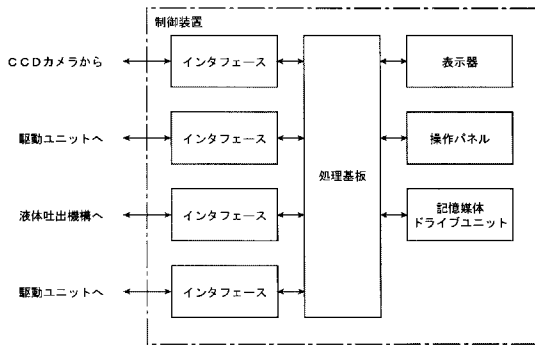 制御装置
CCDカメラから
インタフェース
表示器
駆動ユニットへ
インタフェース
操作パネル
処理基板
液体吐出機構へ
インタフェース
記憶媒体
ドライブユニット
駆動ユニットへ
インタフェース